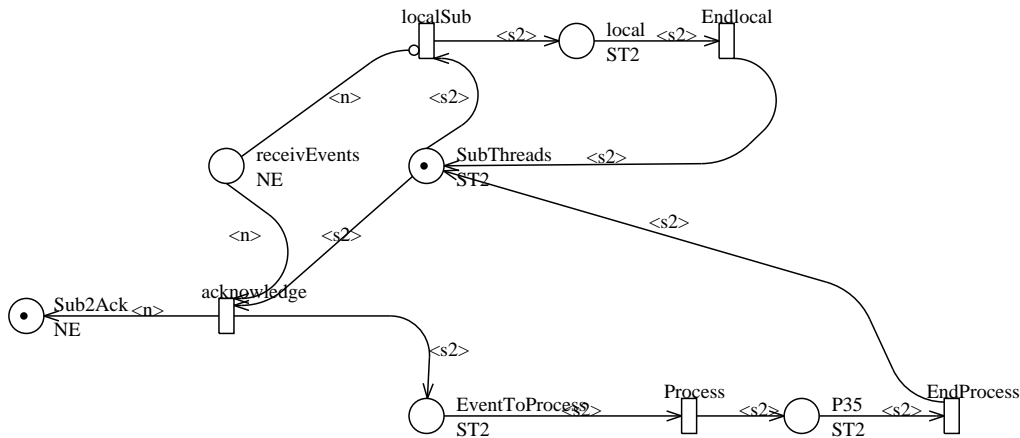 localSub
Endlocal
<s2>
local
<s2>
ST2
<n>
<s2>
receivEvents
NE
SubThreads
ST2
<s2>
<n>
<s2>
<s2>
acknowledge
Sub2Ack
<n>
NE
<s2>
Process
EndProcess
EventToProcess
<s2>
<s2>
P35
<s2>
ST2
ST2